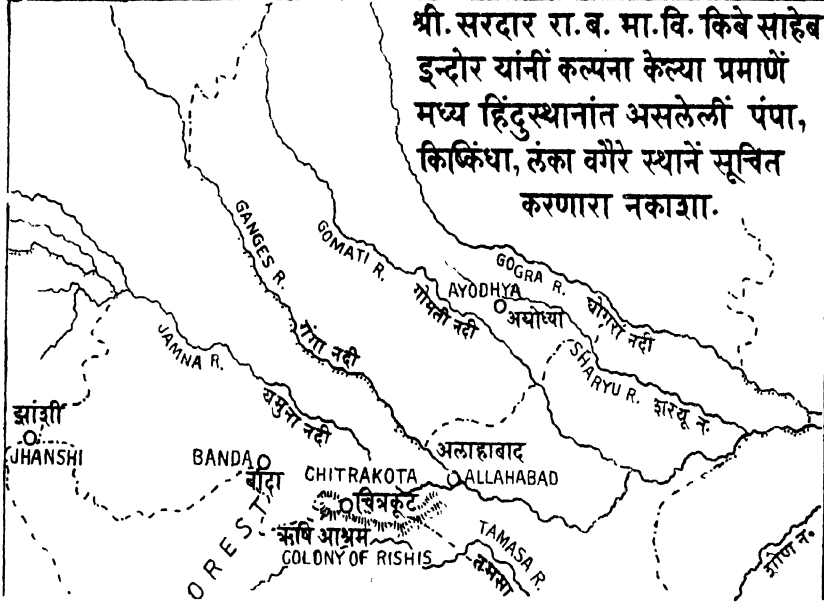 श्री. सरदार रा. ब. मा. वि. किबे साहेब
इन्दोर यांनीं कल्पना केल्या प्रमाणें
मध्य हिंदुस्थानांत असलेलीं पंपा,
किष्किंधा, लंका वगैरे स्थानें सूचित
करणारा नकाशा.
GANGES R.
गंगा नदी
GOMATI R.
गोमती नदी
GOGRA R.
घोगरा नदी
AYODHYA
अयोध्या
SHARYU R.
शरयू न.
JAMNA R.
यमुना नदी
झांशी
JHANSHI
BANDA
बांदा
अलाहाबाद
ALLAHABAD
CHITRAKOTA
चित्रकूट
ऋषि आश्रम
COLONY OF RISHIS
OREST
TAMASA R.
तमसा
शोण न.